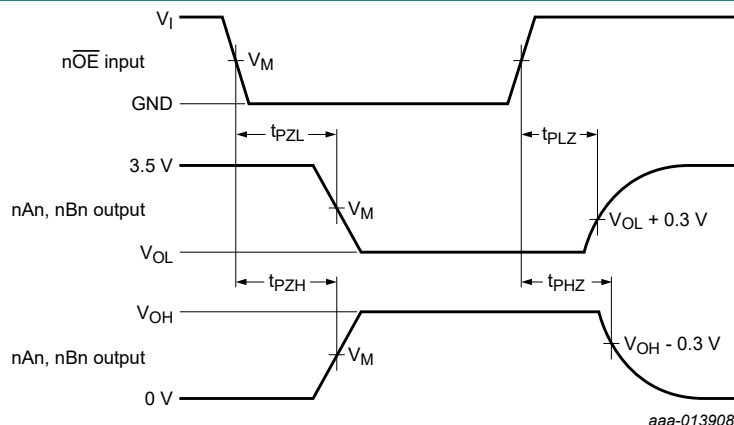 V_I
nO̅E̅ input
V_M
GND
t_PZL
t_PLZ
3.5 V
nAn, nBn output
V_M
V_OL + 0.3 V
V_OL
t_PZH
t_PHZ
V_OH
V_OH - 0.3 V
nAn, nBn output
V_M
0 V
aaa-013908